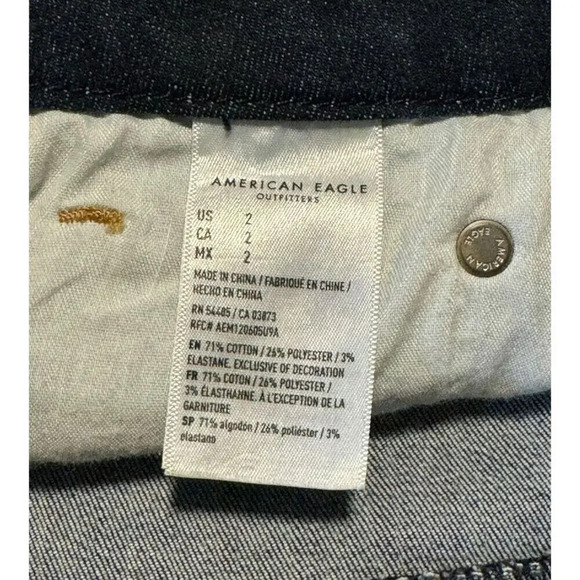 AMERICAN EAGLE
OUTFITTERS
US 2
CA 2
MX 2
MADE IN CHINA / FABRIQUÉ EN CHINE /
HECHO EN CHINA
RN 54485 / CA 03873
RFC# AEM120605U9A
EN 71% COTTON / 26% POLYESTER / 3%
ELASTANE, EXCLUSIVE OF DECORATION
FR 71% COTON / 26% POLYESTER /
3% ÉLASTHANNE, À L'EXCEPTION DE LA
GARNITURE
SP 71% algodón / 26% poliéster / 3%
elastano
AMERICAN
EAGLE